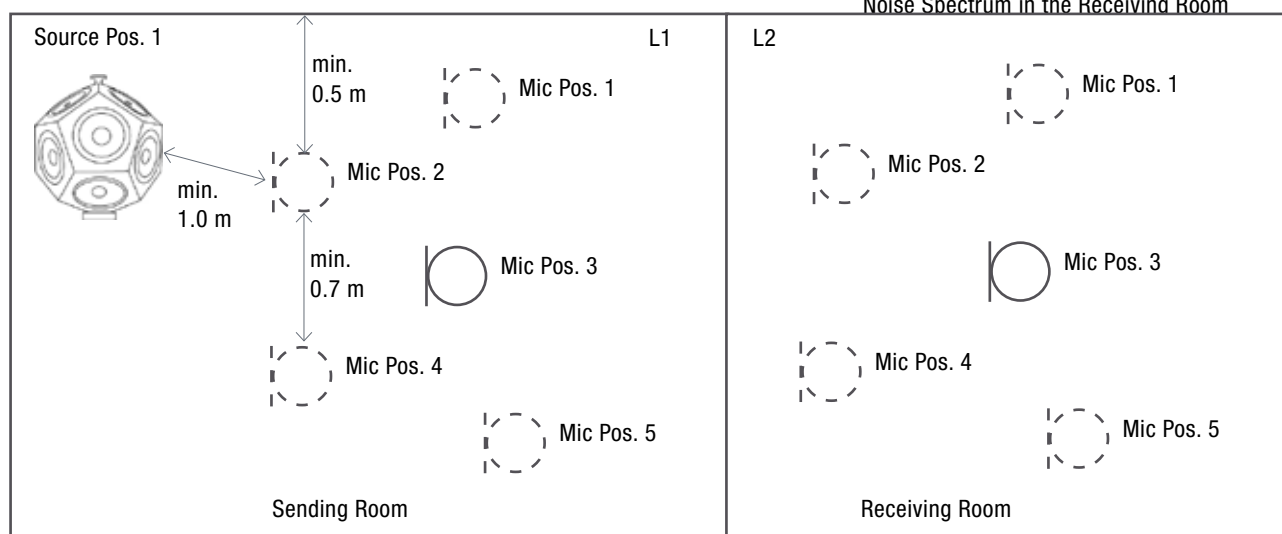 Noise Spectrum in the Receiving Room
Source Pos. 1
L1
L2
min.
0.5 m
Mic Pos. 1
Mic Pos. 1
Mic Pos. 2
Mic Pos. 2
min.
1.0 m
min.
0.7 m
Mic Pos. 3
Mic Pos. 3
Mic Pos. 4
Mic Pos. 4
Mic Pos. 5
Mic Pos. 5
Sending Room
Receiving Room